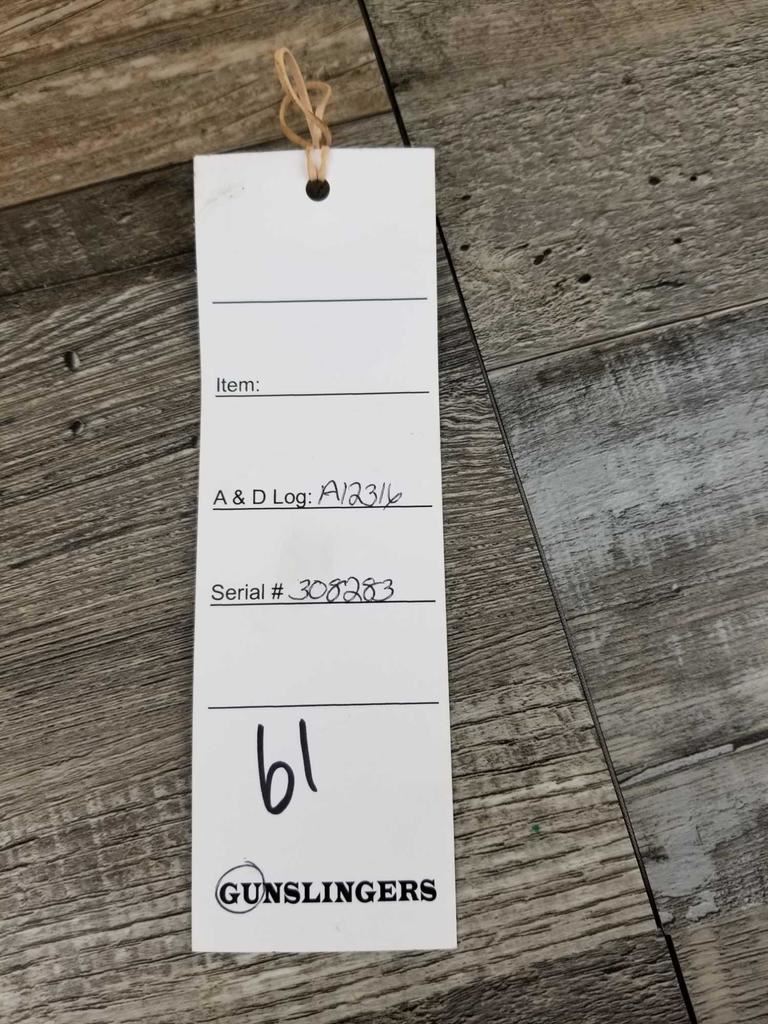 Item:
A & D Log: A12316
Serial # 308283
61
GUNSLINGERS